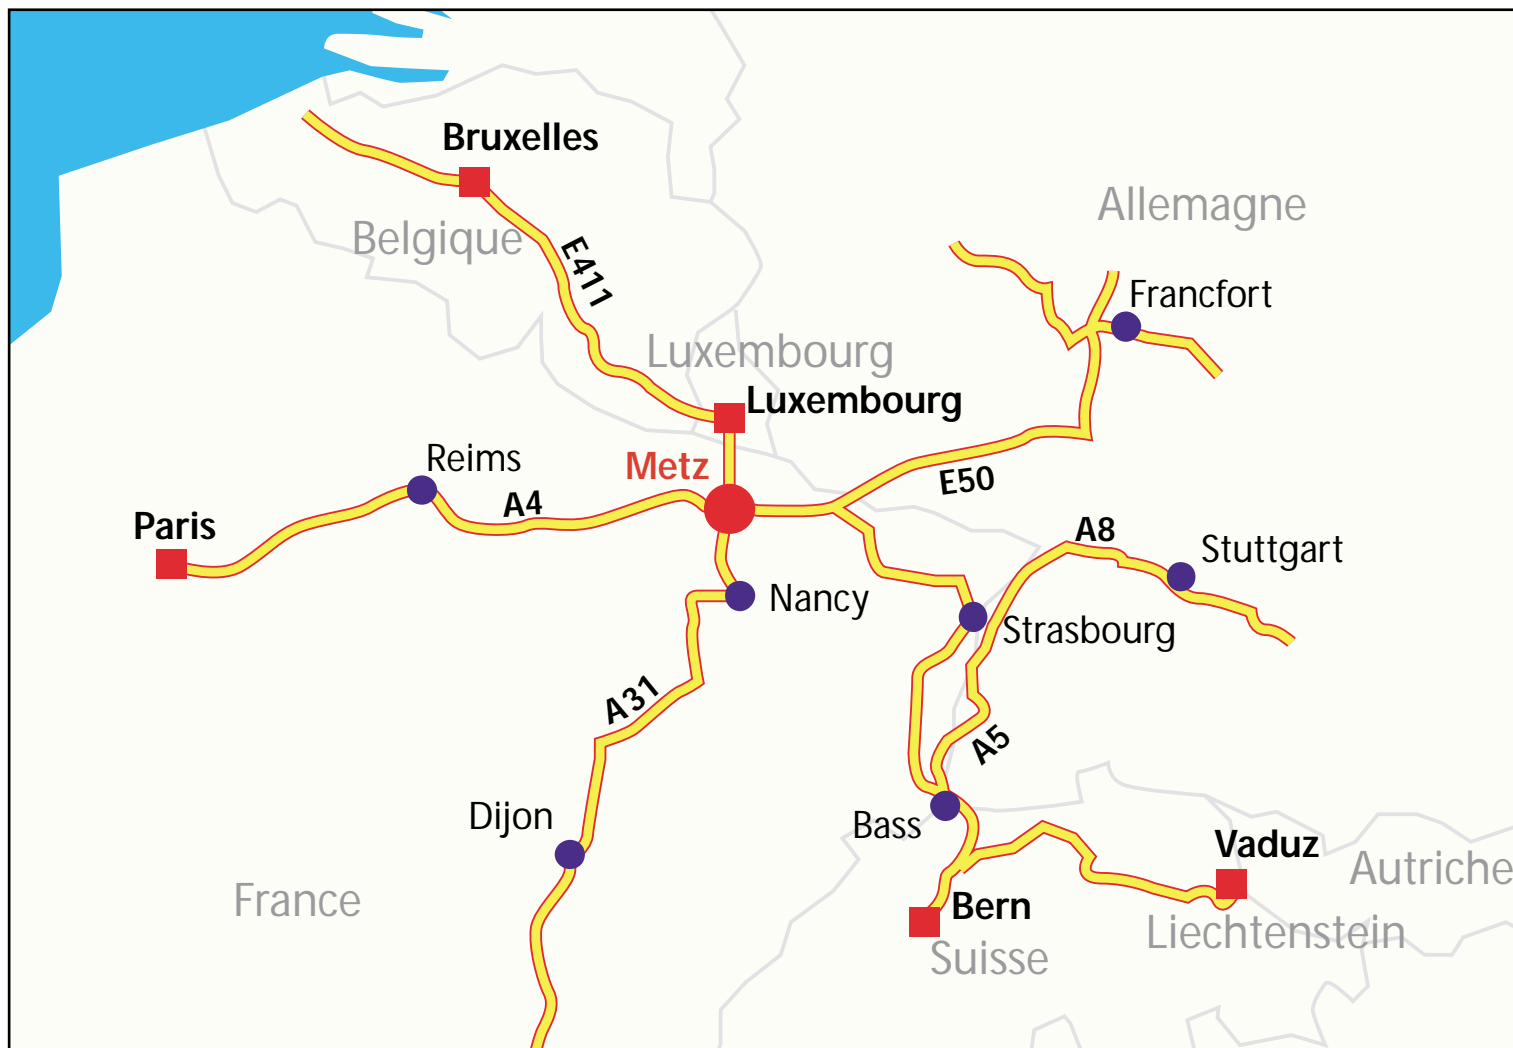 Bruxelles
Allemagne
Belgique
E411
Francfort
Luxembourg
Luxembourg
Reims
Metz
E50
A4
Paris
A8
Stuttgart
Nancy
Strasbourg
A31
A5
Dijon
Bass
Vaduz
Autriche
France
Bern
Liechtenstein
Suisse